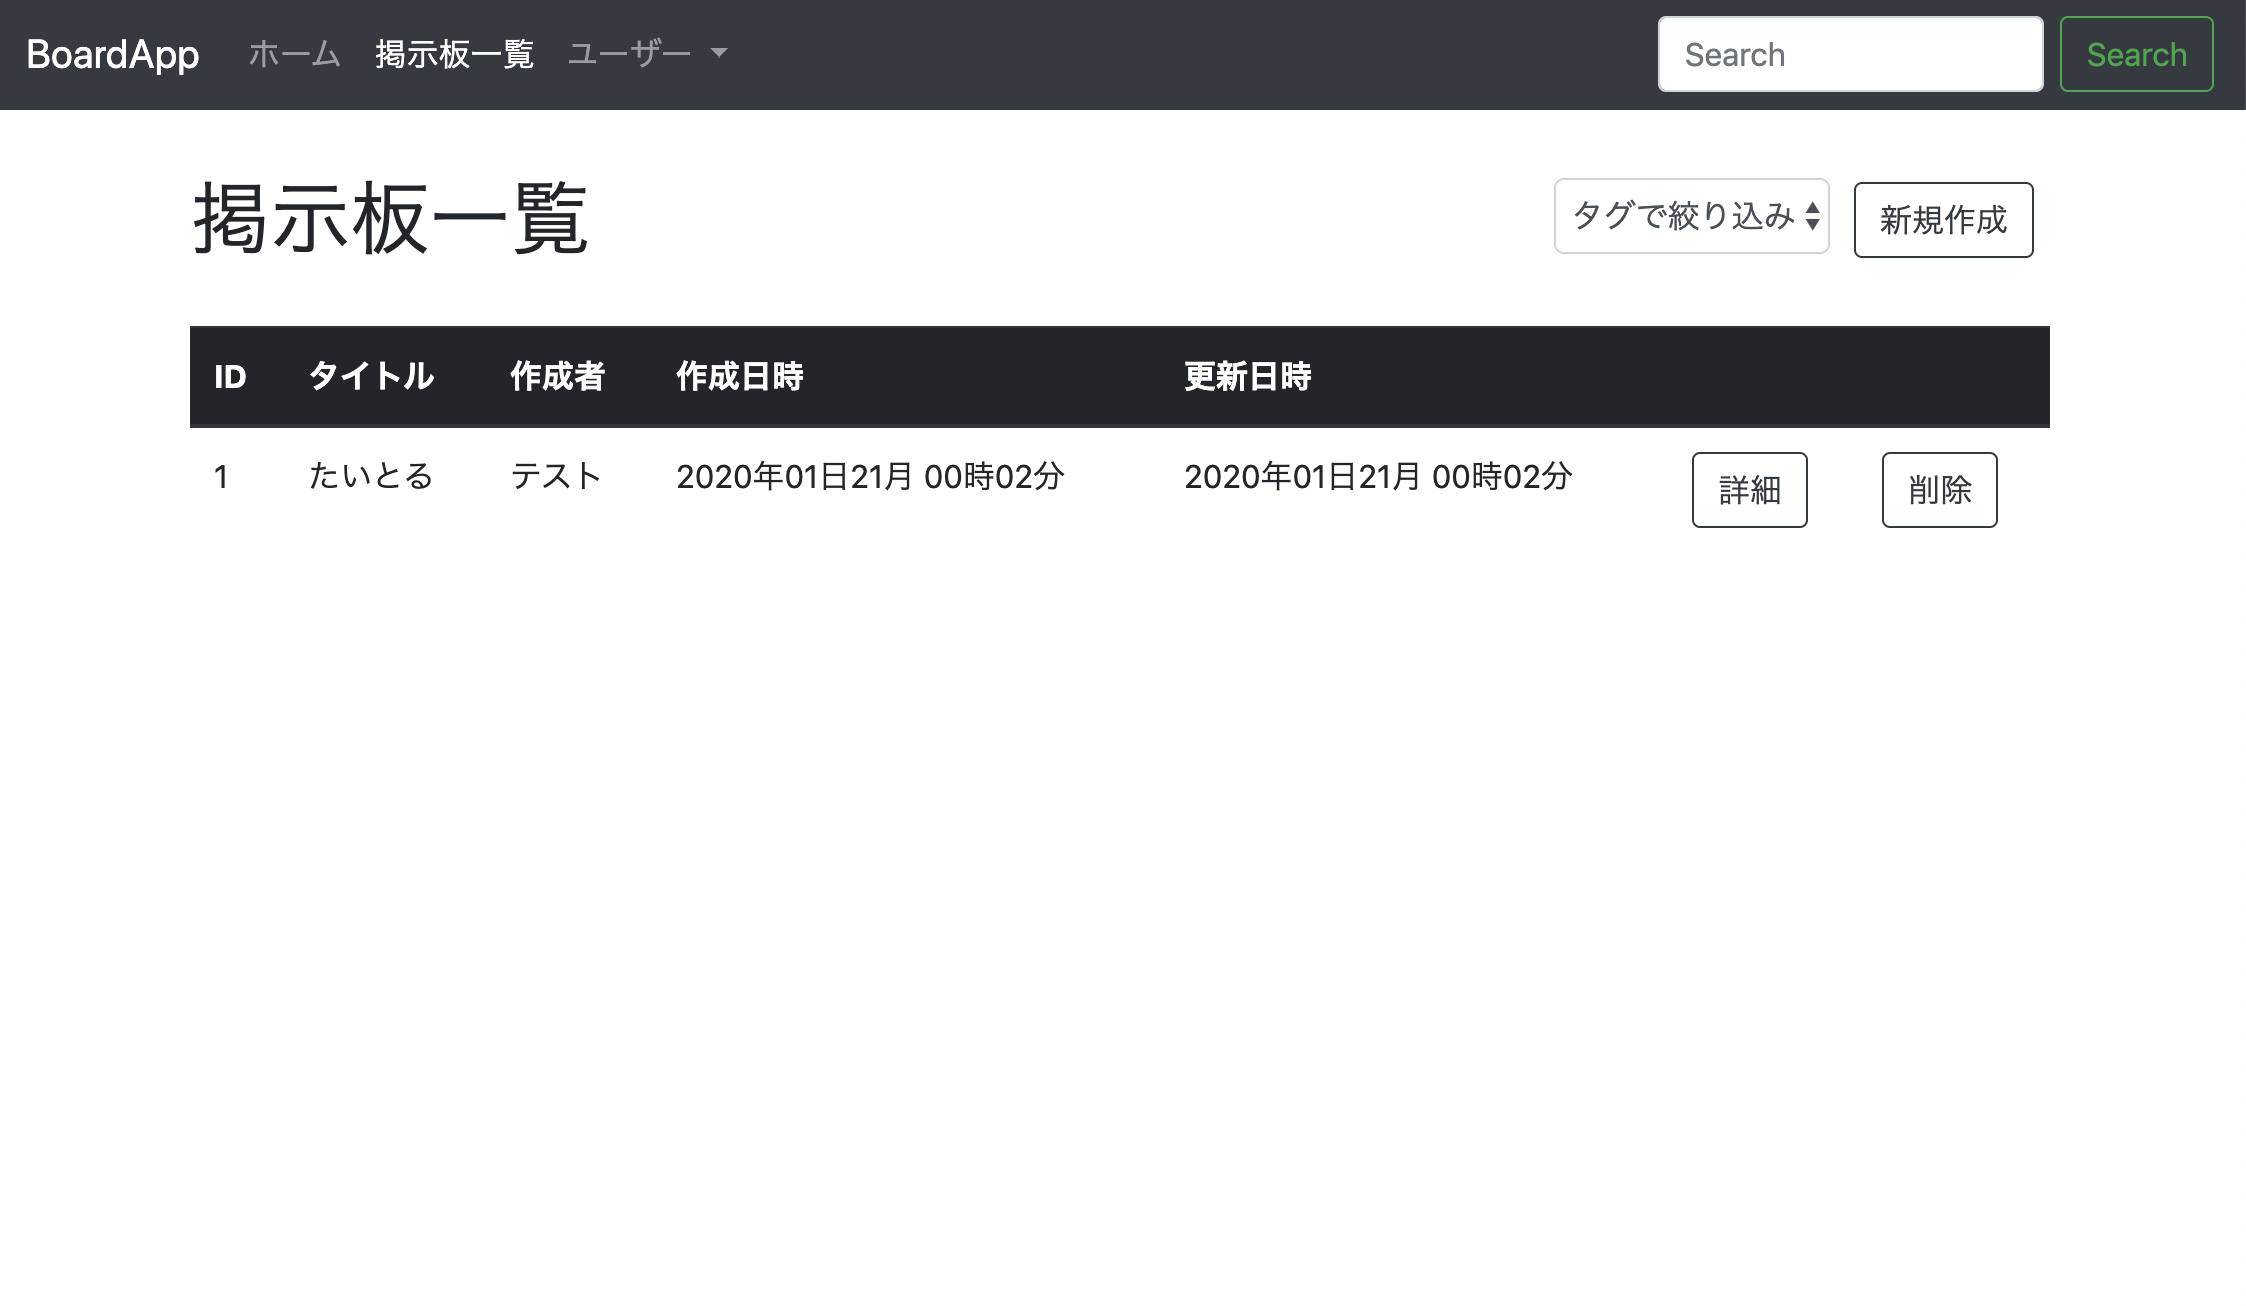 BoardApp ホーム 掲示板一覧 ユーザー Search Search
掲示板一覧 タグで絞り込み 新規作成
ID タイトル 作成者 作成日時 更新日時
1 たいとる テスト 2020年01日21月 00時02分 2020年01日21月 00時02分 詳細 削除